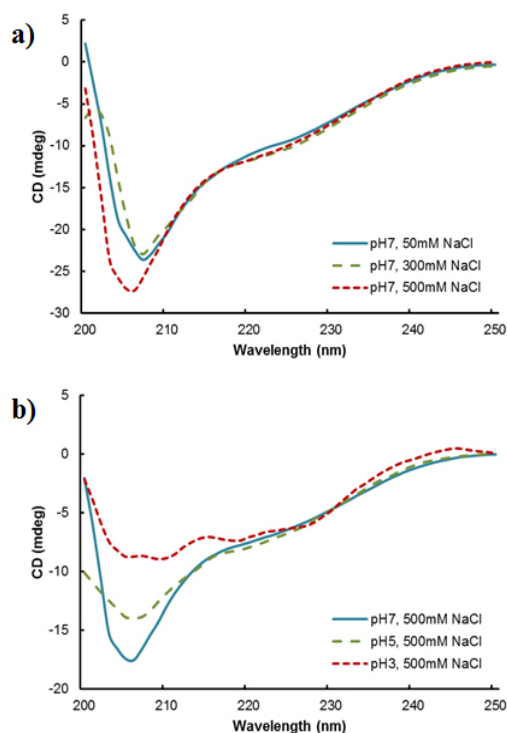 a)
5
0
-5
-10
-15
-20
-25
-30
CD (mdeg)
pH7, 50mM NaCl
pH7, 300mM NaCl
pH7, 500mM NaCl
200 210 220 230 240 250
Wavelength (nm)
b)
5
0
-5
-10
-15
-20
CD (mdeg)
pH7, 500mM NaCl
pH5, 500mM NaCl
pH3, 500mM NaCl
200 210 220 230 240 250
Wavelength (nm)